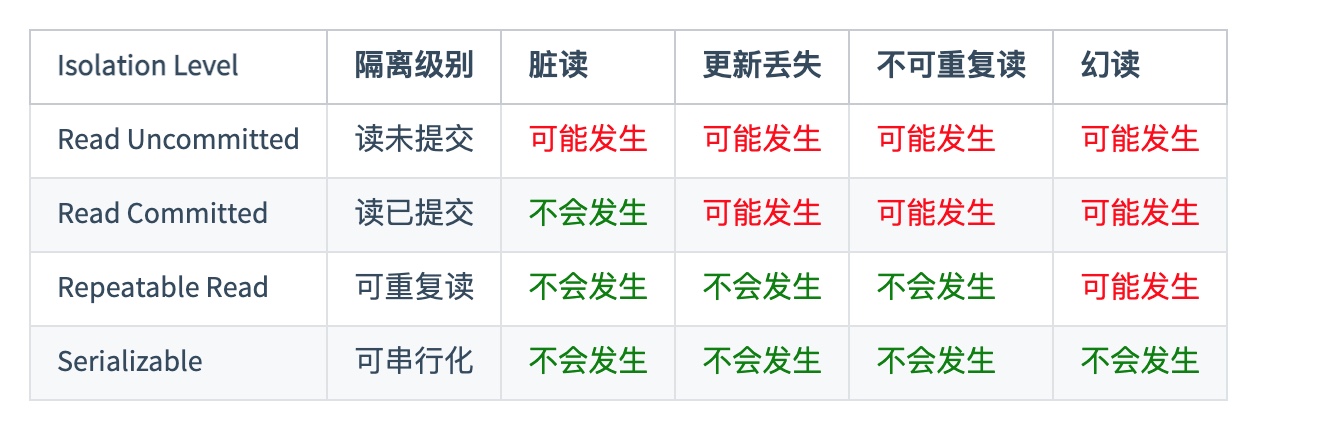 Isolation Level 隔离级别 脏读 更新丢失 不可重复读 幻读
Read Uncommitted 读未提交 可能发生 可能发生 可能发生 可能发生
Read Committed 读已提交 不会发生 可能发生 可能发生 可能发生
Repeatable Read 可重复读 不会发生 不会发生 不会发生 可能发生
Serializable 可串行化 不会发生 不会发生 不会发生 不会发生